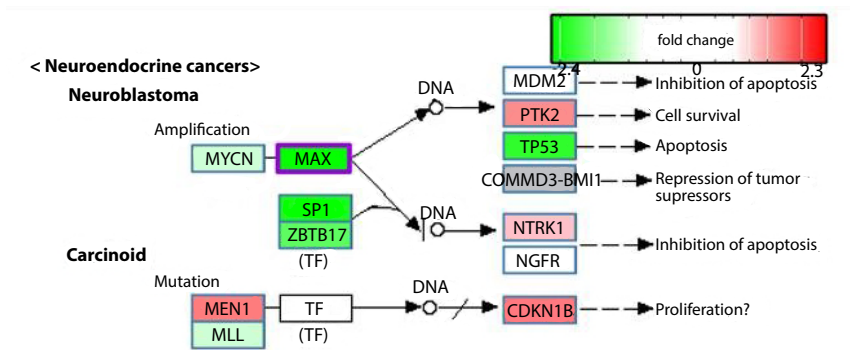 fold change
-2.4 0 2.3
< Neuroendocrine cancers>
Neuroblastoma
Amplification
MYCN
MAX
DNA
MDM2
Inhibition of apoptosis
PTK2
Cell survival
TP53
Apoptosis
COMMD3-BMI1
Repression of tumor
supressors
SP1
ZBTB17
(TF)
DNA
NTRK1
NGFR
Inhibition of apoptosis
Carcinoid
Mutation
MEN1
MLL
TF
(TF)
DNA
CDKN1B
Proliferation?